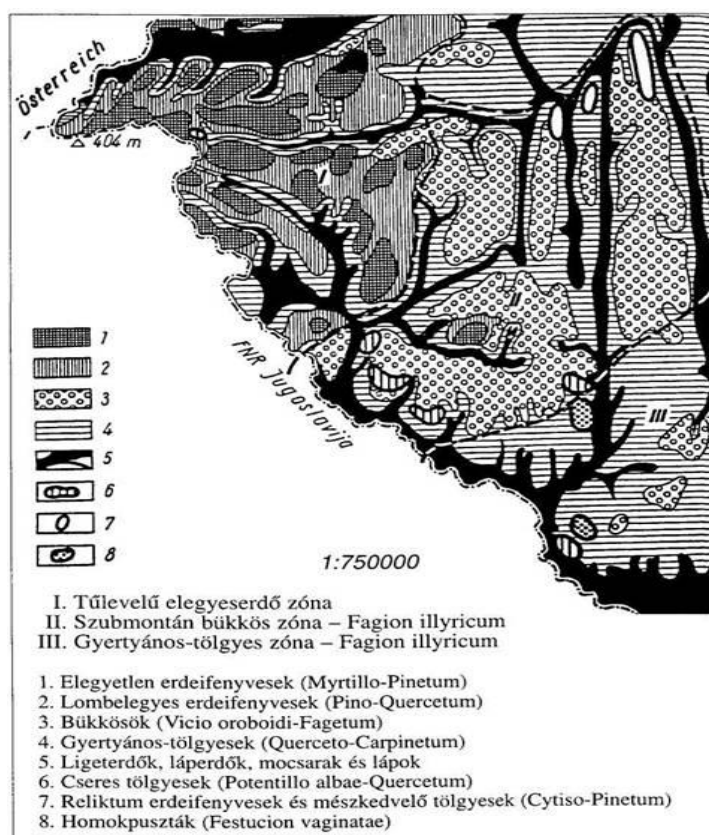 Österreich
△ 404 m
I
II
III
FNR Jugoslavija
1
2
3
4
5
6
7
8
1:750000
I. Tűlevelű elegyeserdő zóna
II. Szubmontán bükkös zóna – Fagion illyricum
III. Gyertyános-tölgyes zóna – Fagion illyricum
1. Elegyetlen erdeifenyvesek (Myrtillo-Pinetum)
2. Lombelegyes erdeifenyvesek (Pino-Quercetum)
3. Bükkösök (Vicio oroboidi-Fagetum)
4. Gyertyános-tölgyesek (Querceto-Carpinetum)
5. Ligeterdők, láperdők, mocsarak és lápok
6. Cseres tölgyesek (Potentillo albae-Quercetum)
7. Reliktum erdeifenyvesek és mészkedvelő tölgyesek (Cytiso-Pinetum)
8. Homokpuszták (Festucion vaginatae)